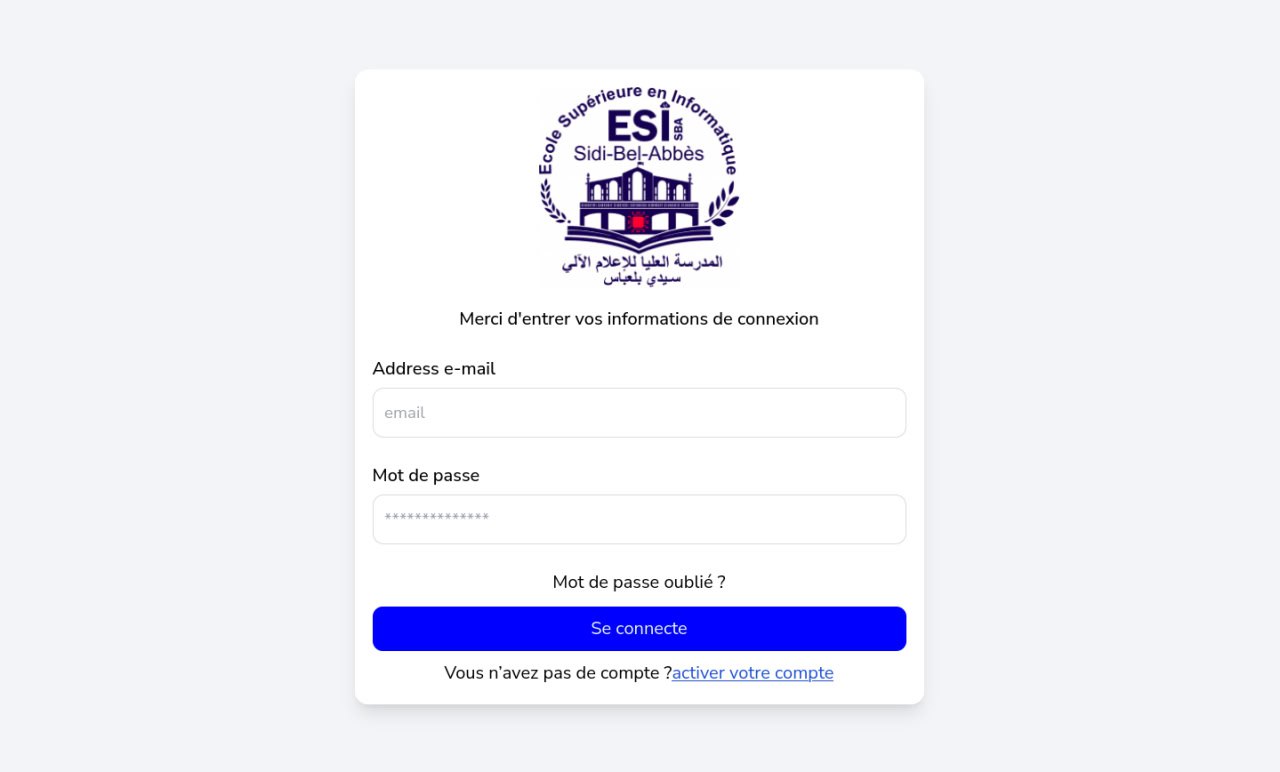 Ecole Supérieure en Informatique
ESI
SBA
Sidi-Bel-Abbès
المدرسة العليا للإعلام الآلي
سيدي بلعباس
Merci d'entrer vos informations de connexion
Address e-mail
email
Mot de passe
**************
Mot de passe oublié ?
Se connecte
Vous n’avez pas de compte ?activer votre compte